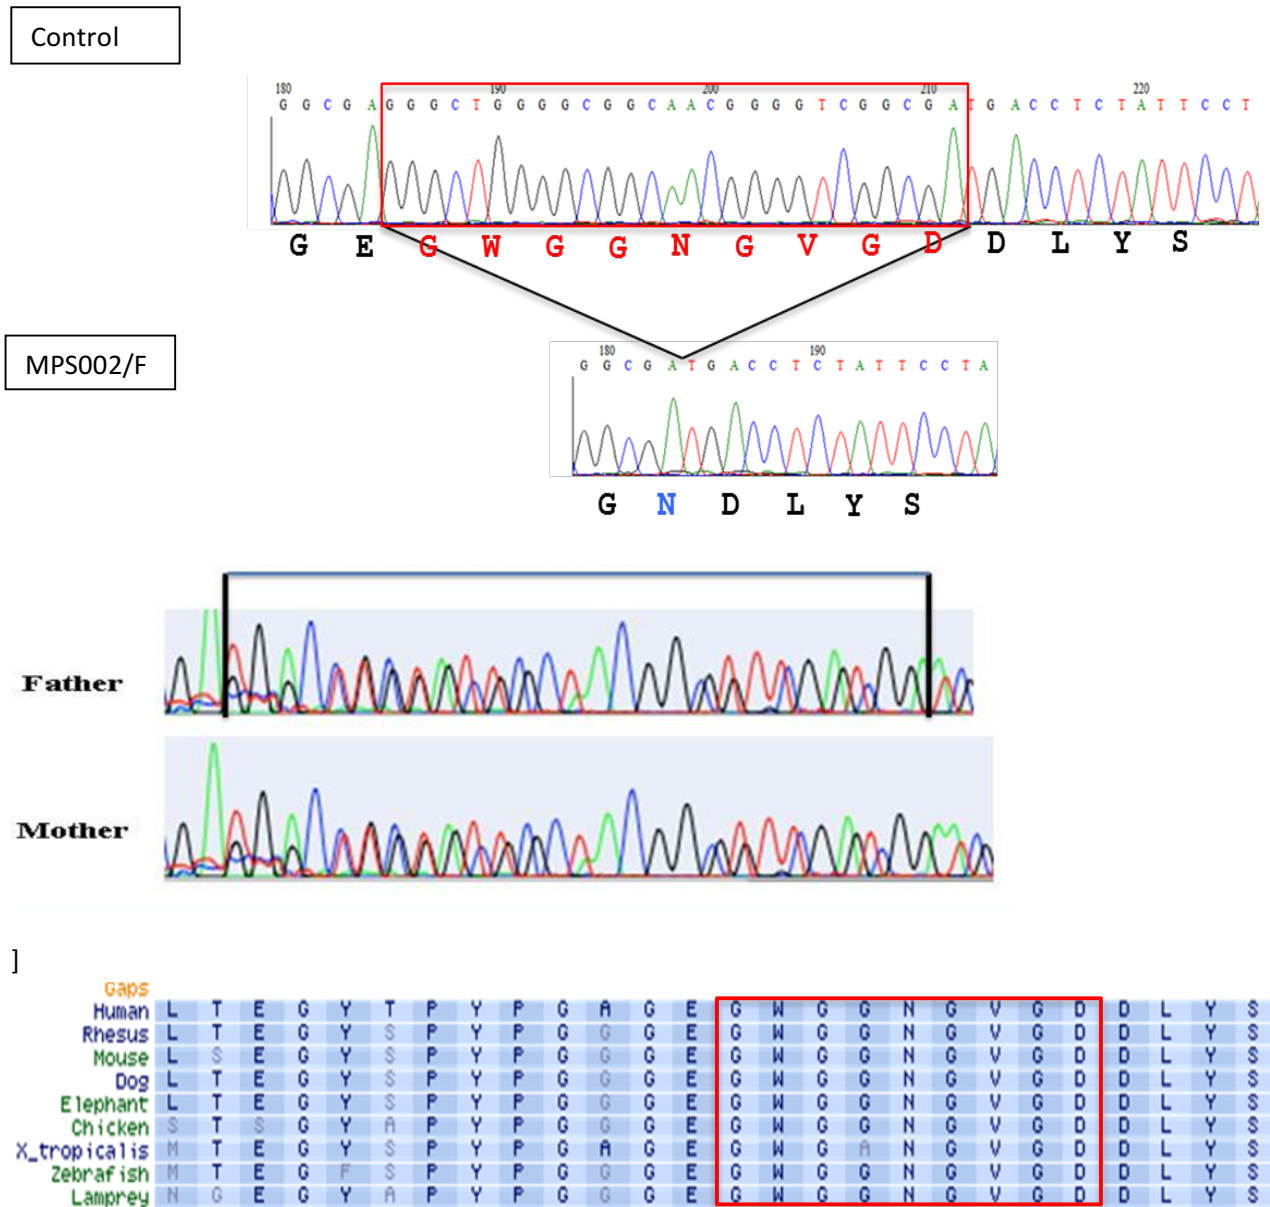 Control
180 190 200 210 220
G G C G A G G G C T G G G G C G G C A A C G G G G T C G G C G A T G A C C T C T A T T C C T
G E G W G G N G V G D D L Y S
MPS002/F
180 190
G G C G A T G A C C T C T A T T C C T A
G N D L Y S
Father
Mother
]
Gaps
Human L T E G Y T P Y P G A G E G W G G N G V G D D L Y S
Rhesus L T E G Y S P Y P G G G E G W G G N G V G D D L Y S
Mouse L S E G Y S P Y P G G G E G W G G N G V G D D L Y S
Dog L T E G Y S P Y P G G G E G W G G N G V G D D L Y S
Elephant L T E G Y S P Y P G G G E G W G G N G V G D D L Y S
Chicken S T S G Y A P Y P G G G E G W G G N G V G D D L Y S
X_tropicalis M T E G Y S P Y P G A G E G W G A N G V G D D L Y S
Zebrafish M T E G F S P Y P G G G E G W G G N G V G D D L Y S
Lamprey N G E G Y A P Y P G G G E G W G G N G V G D D L Y S